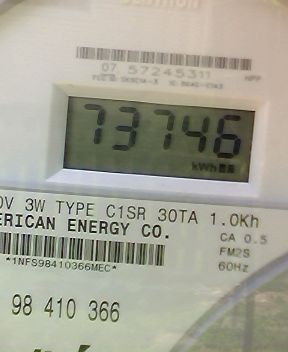 07 57245311
HPP
73746
kWh
0V 3W TYPE C1SR 30TA 1.0Kh
ERICAN ENERGY CO.
CA 0.5
FM2S
60Hz
*1NFS98410366MEC*
98 410 366